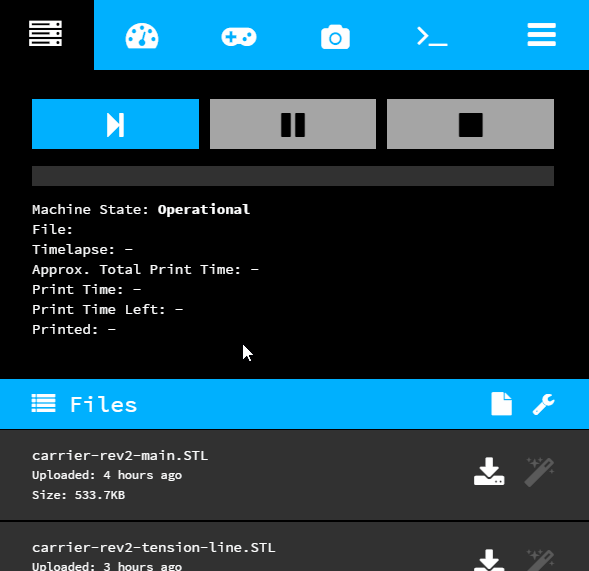 Machine State: Operational
File:
Timelapse: –
Approx. Total Print Time: –
Print Time: –
Print Time Left: –
Printed: –
Files
carrier-rev2-main.STL
Uploaded: 4 hours ago
Size: 533.7KB
carrier-rev2-tension-line.STL
Uploaded: 3 hours ago